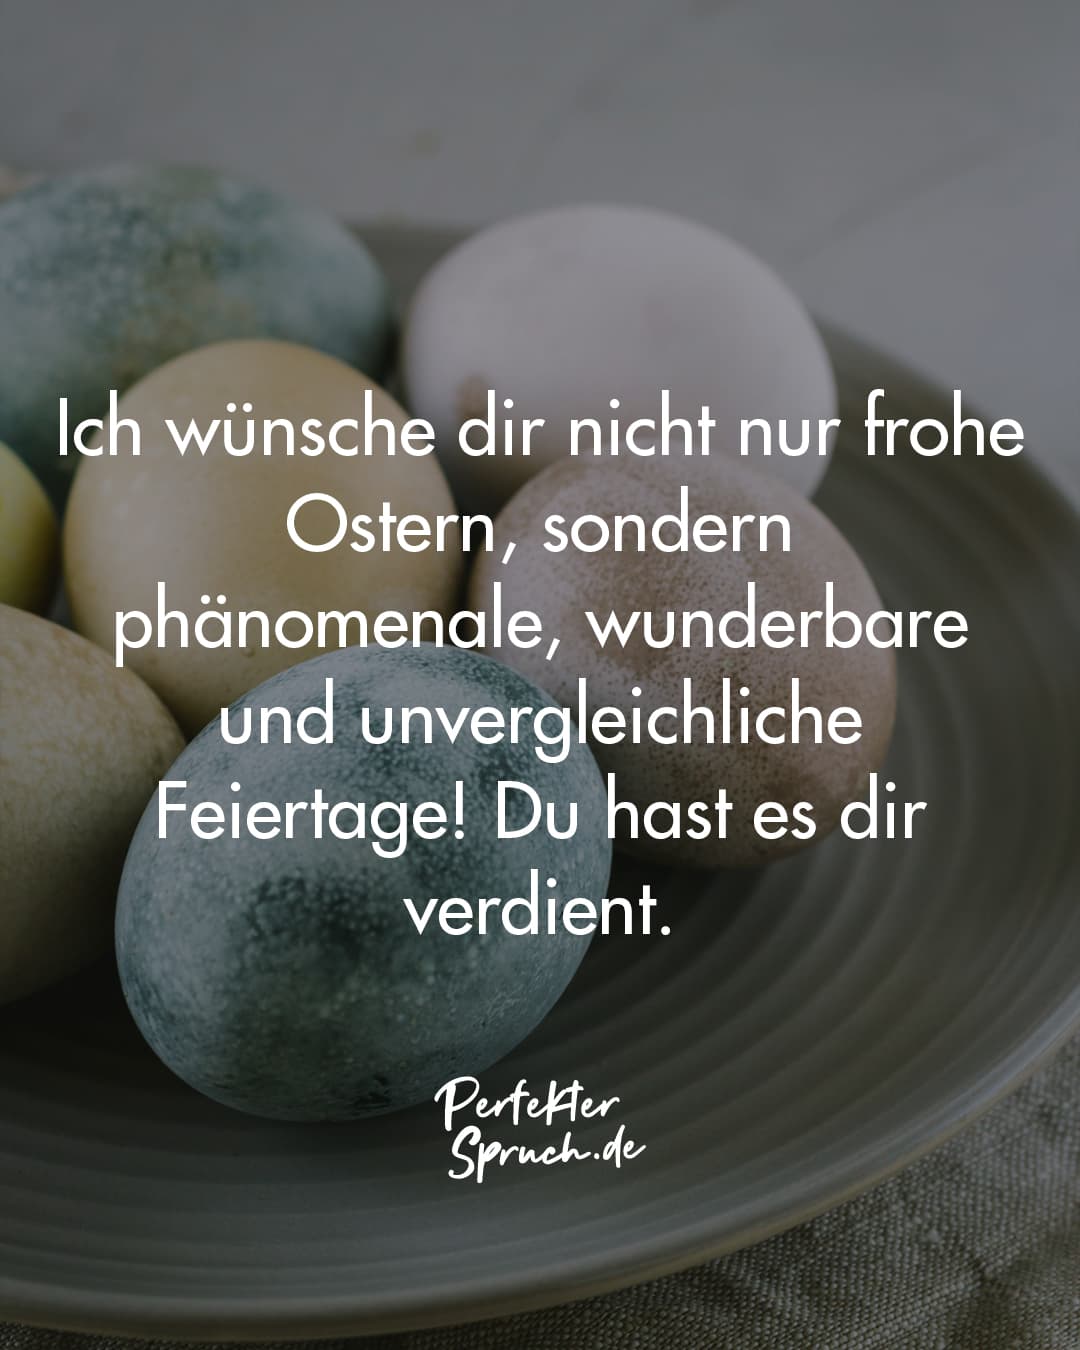 Ich wünsche dir nicht nur frohe
Ostern, sondern
phänomenale, wunderbare
und unvergleichliche
Feiertage! Du hast es dir
verdient.
Perfekter
Spruch.de